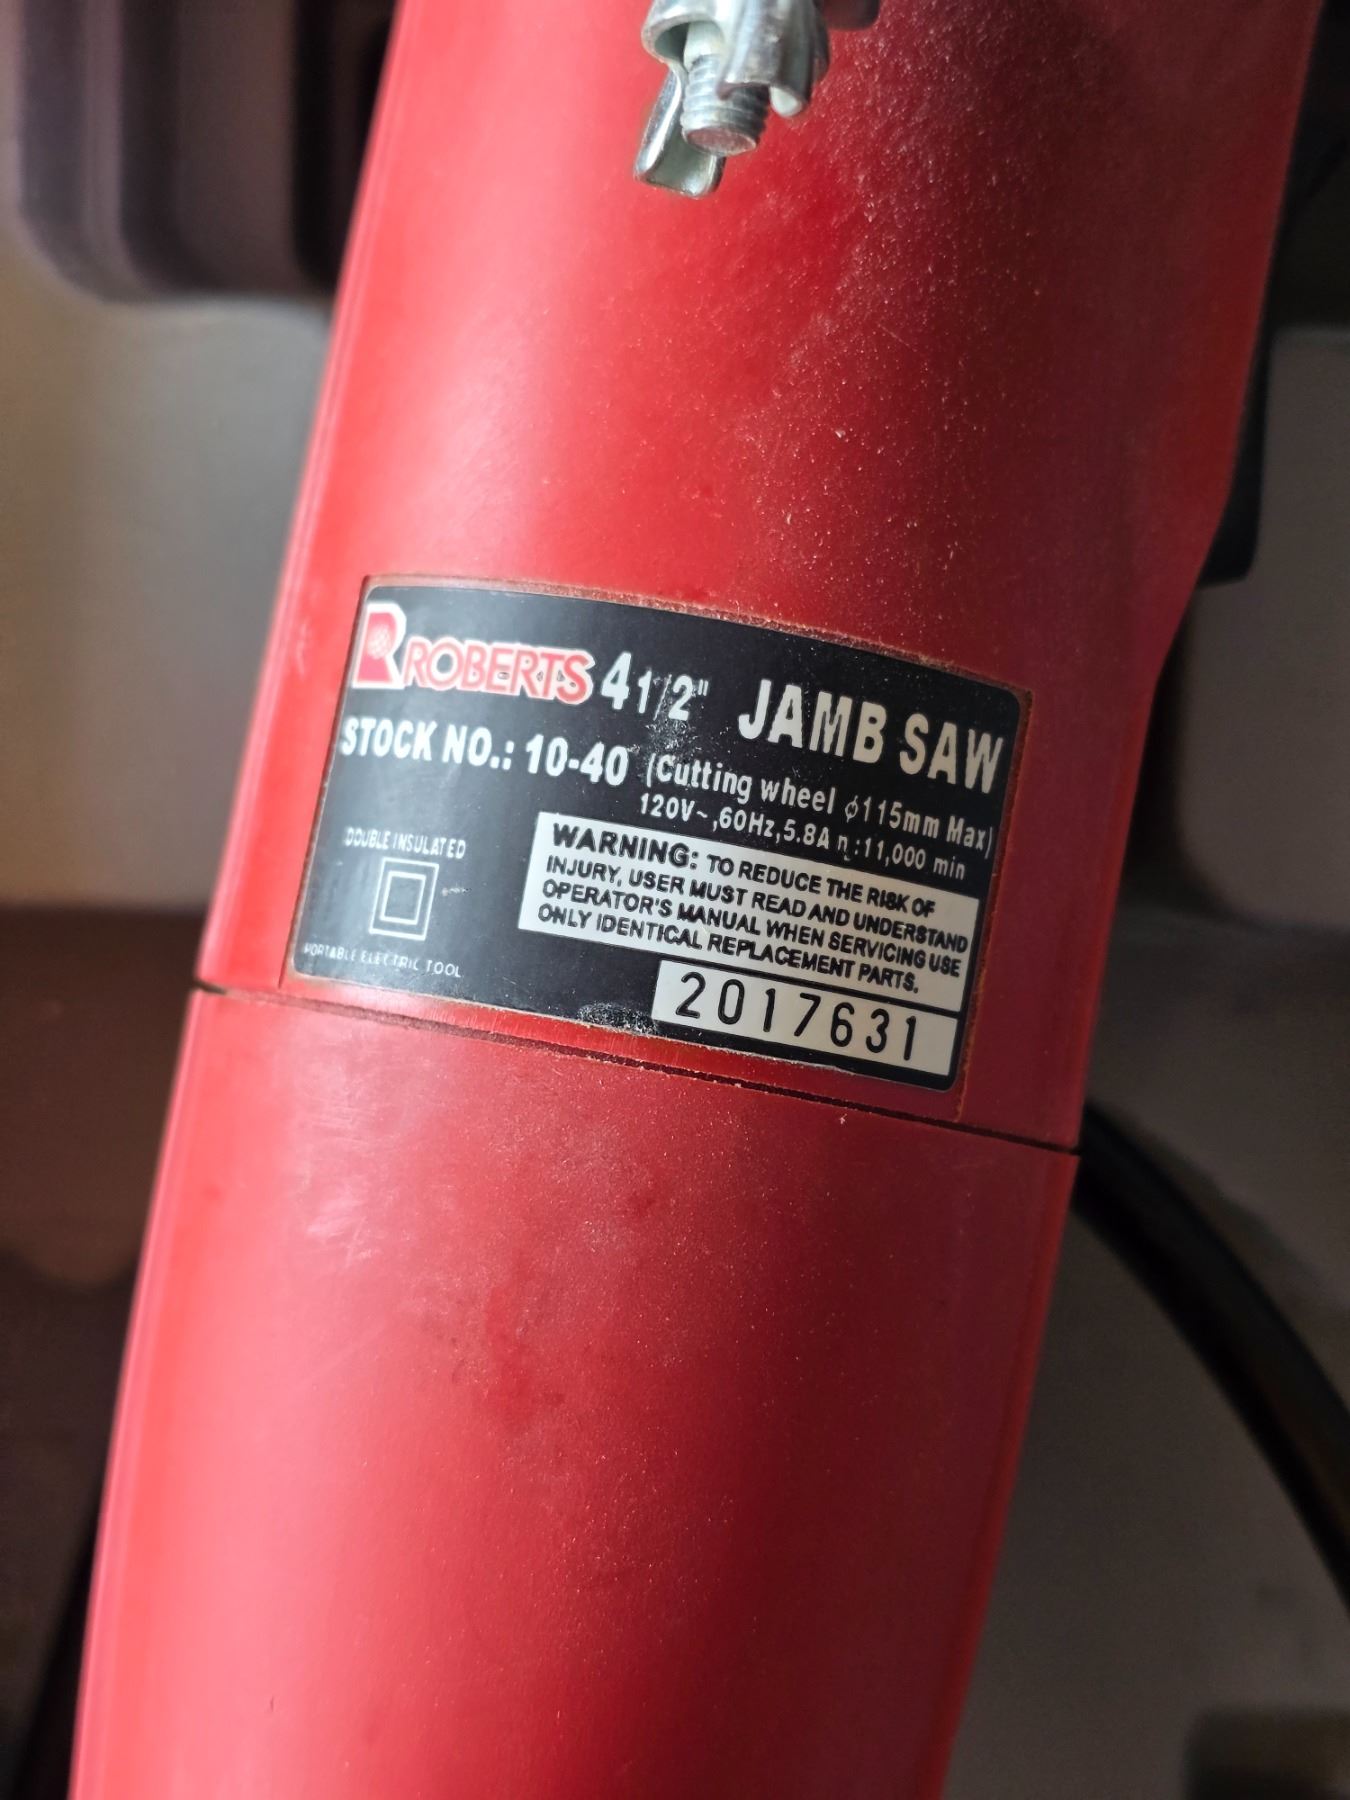 ROBERTS 4 1/2" JAMB SAW
STOCK NO.: 10-40 (Cutting wheel ϕ115mm Max)
120V~,60Hz,5.8A n:11,000 min
DOUBLE INSULATED
PORTABLE ELECTRIC TOOL
WARNING: TO REDUCE THE RISK OF
INJURY, USER MUST READ AND UNDERSTAND
OPERATOR'S MANUAL WHEN SERVICING USE
ONLY IDENTICAL REPLACEMENT PARTS.
2017631